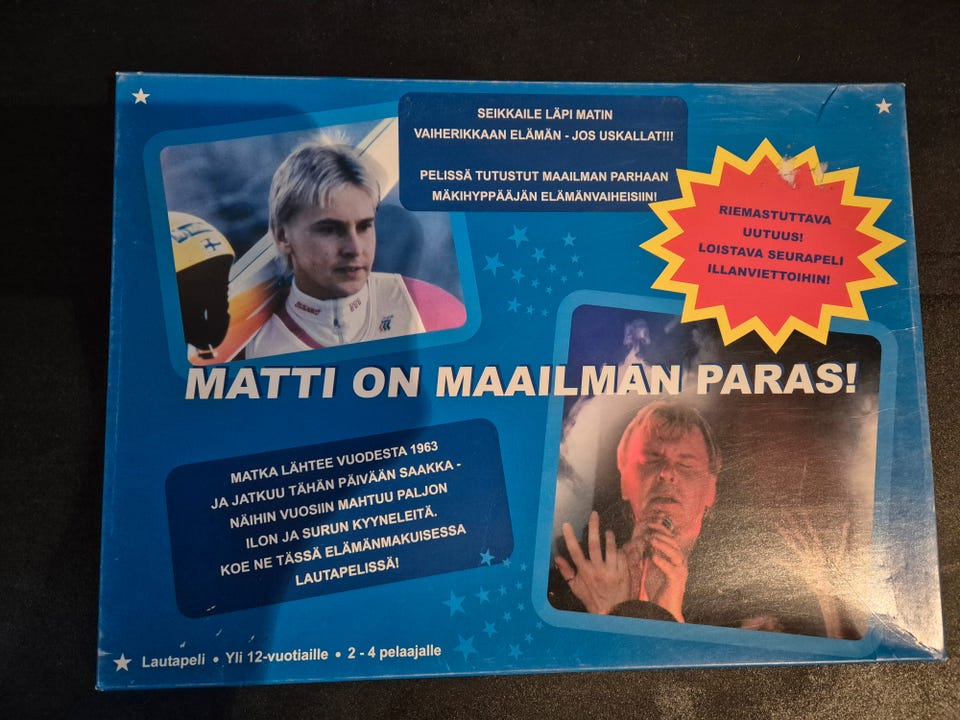 SEIKKAILE LÄPI MATIN
VAIHERIKKAAN ELÄMÄN - JOS USKALLAT!!!
PELISSÄ TUTUSTUT MAAILMAN PARHAAN
MÄKIHYPPÄÄJÄN ELÄMÄNVAIHEISIIN!
RIEMASTUTTAVA
UUTUUS!
LOISTAVA SEURAPELI
ILLANVIETTOIHIN!
MATTI ON MAAILMAN PARAS!
MATKA LÄHTEE VUODESTA 1963
JA JATKUU TÄHÄN PÄIVÄÄN SAAKKA -
NÄIHIN VUOSIIN MAHTUU PALJON
ILON JA SURUN KYYNELEITÄ.
KOE NE TÄSSÄ ELÄMÄNMAKUISESSA
LAUTAPELISSÄ!
Lautapeli • Yli 12-vuotiaille • 2 - 4 pelaajalle